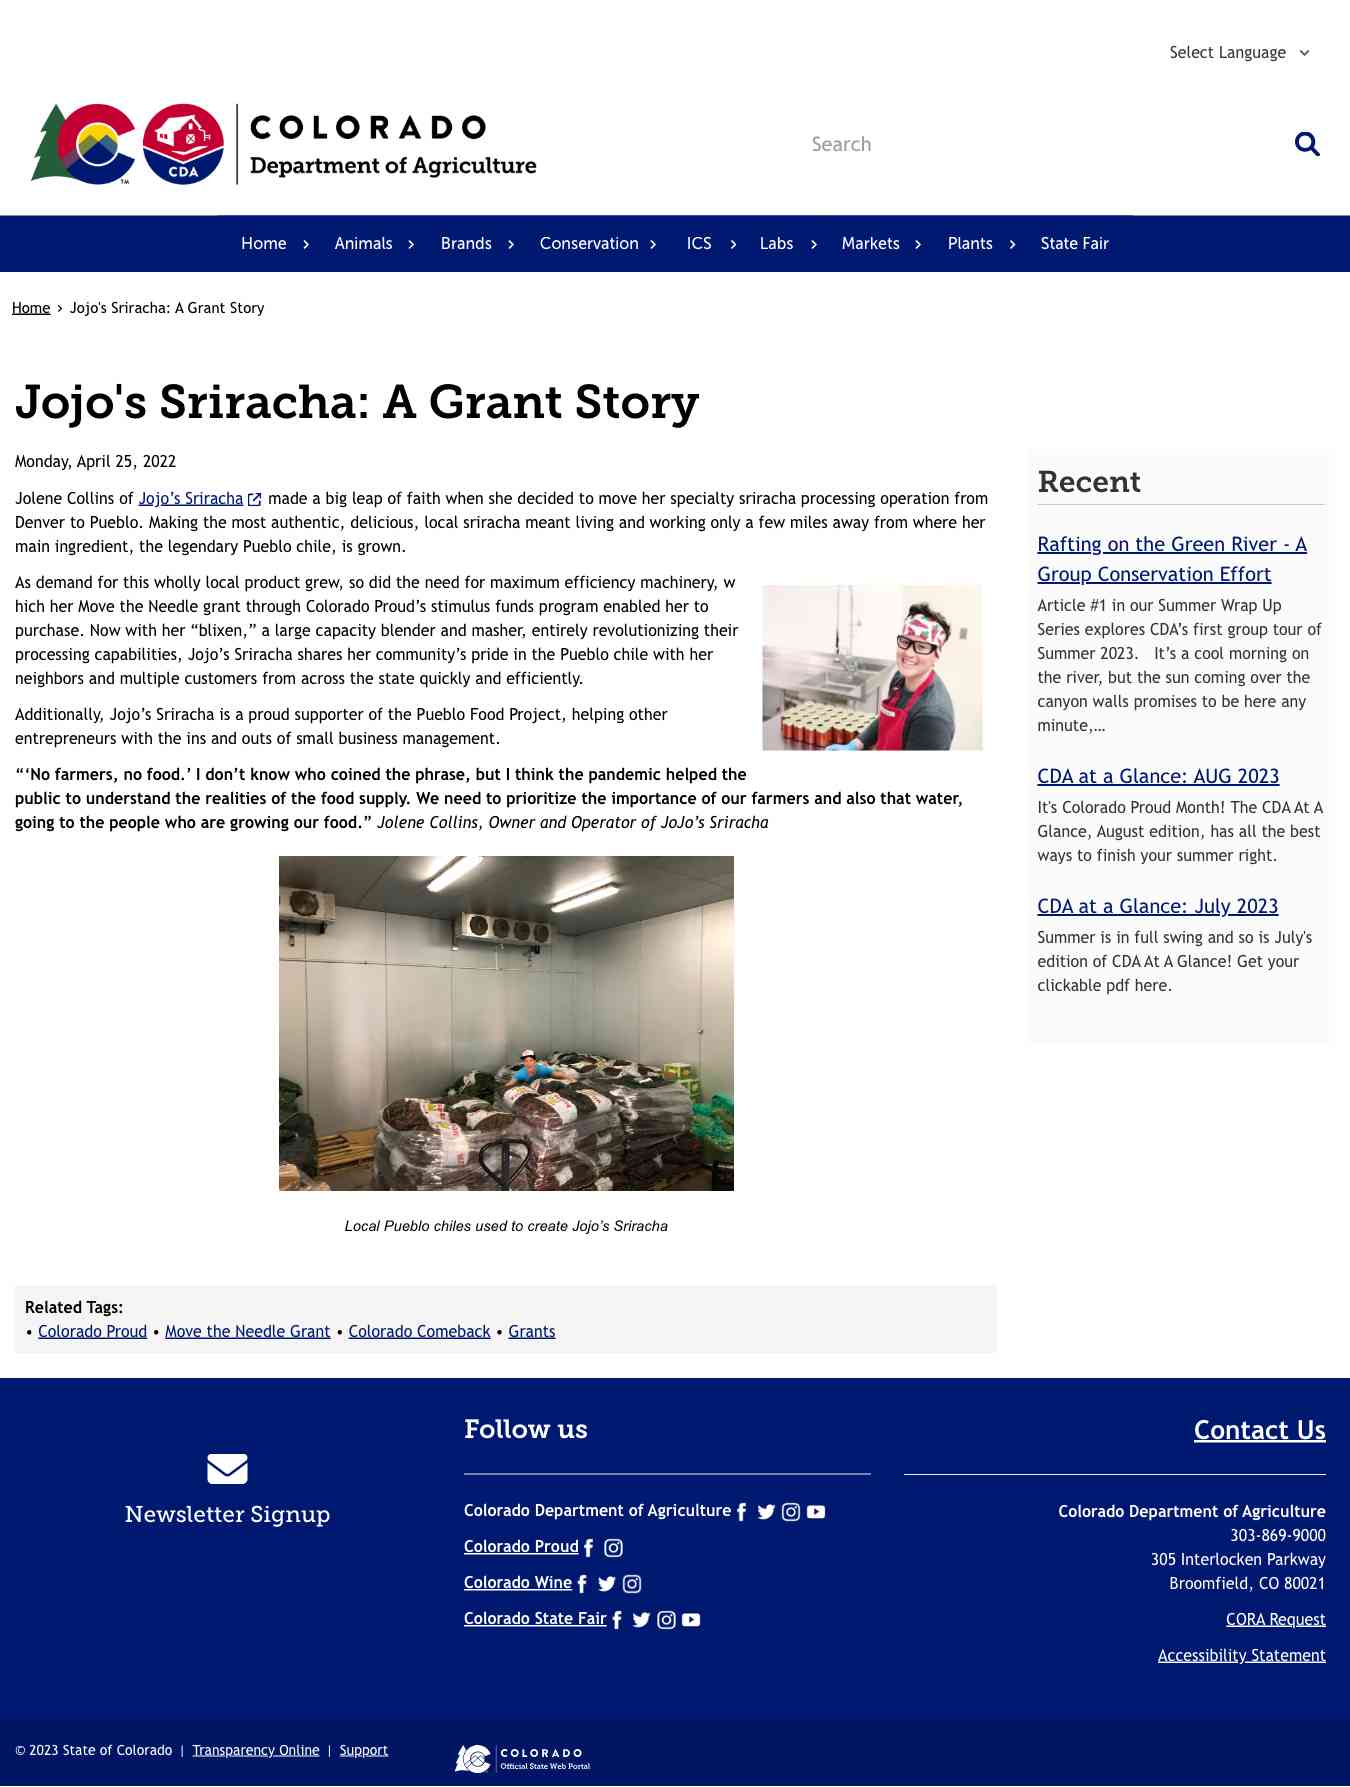 Select Language
COLORADO
Department of Agriculture
CDA
TM
Search
Home Animals Brands Conservation ICS Labs Markets Plants State Fair
Home › Jojo's Sriracha: A Grant Story
Jojo's Sriracha: A Grant Story
Monday, April 25, 2022
Jolene Collins of Jojo’s Sriracha made a big leap of faith when she decided to move her specialty sriracha processing operation from
Denver to Pueblo. Making the most authentic, delicious, local sriracha meant living and working only a few miles away from where her
main ingredient, the legendary Pueblo chile, is grown.
As demand for this wholly local product grew, so did the need for maximum efficiency machinery, w
hich her Move the Needle grant through Colorado Proud’s stimulus funds program enabled her to
purchase. Now with her “blixen,” a large capacity blender and masher, entirely revolutionizing their
processing capabilities, Jojo’s Sriracha shares her community’s pride in the Pueblo chile with her
neighbors and multiple customers from across the state quickly and efficiently.
Additionally, Jojo’s Sriracha is a proud supporter of the Pueblo Food Project, helping other
entrepreneurs with the ins and outs of small business management.
“‘No farmers, no food.’ I don’t know who coined the phrase, but I think the pandemic helped the
public to understand the realities of the food supply. We need to prioritize the importance of our farmers and also that water,
going to the people who are growing our food.” Jolene Collins, Owner and Operator of JoJo’s Sriracha
Local Pueblo chiles used to create Jojo’s Sriracha
Related Tags:
• Colorado Proud • Move the Needle Grant • Colorado Comeback • Grants
Recent
Rafting on the Green River - A
Group Conservation Effort
Article #1 in our Summer Wrap Up
Series explores CDA’s first group tour of
Summer 2023. It’s a cool morning on
the river, but the sun coming over the
canyon walls promises to be here any
minute,…
CDA at a Glance: AUG 2023
It's Colorado Proud Month! The CDA At A
Glance, August edition, has all the best
ways to finish your summer right.
CDA at a Glance: July 2023
Summer is in full swing and so is July's
edition of CDA At A Glance! Get your
clickable pdf here.
Newsletter Signup
Follow us
Colorado Department of Agriculture
Colorado Proud
Colorado Wine
Colorado State Fair
Contact Us
Colorado Department of Agriculture
303-869-9000
305 Interlocken Parkway
Broomfield, CO 80021
CORA Request
Accessibility Statement
© 2023 State of Colorado | Transparency Online | Support
COLORADO
Official State Web Portal